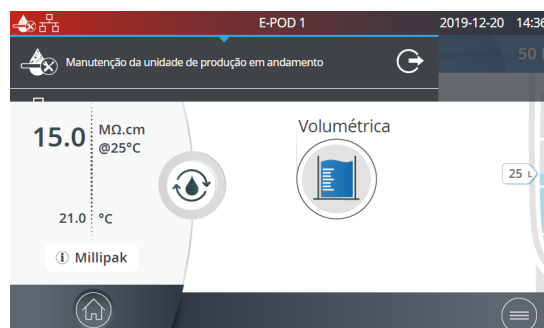 E-POD 1
2019-12-20 14:36
Manutenção da unidade de produção em andamento
50
15.0 MΩ.cm
@25°C
Volumétrica
25 L
21.0 °C
i Millipak